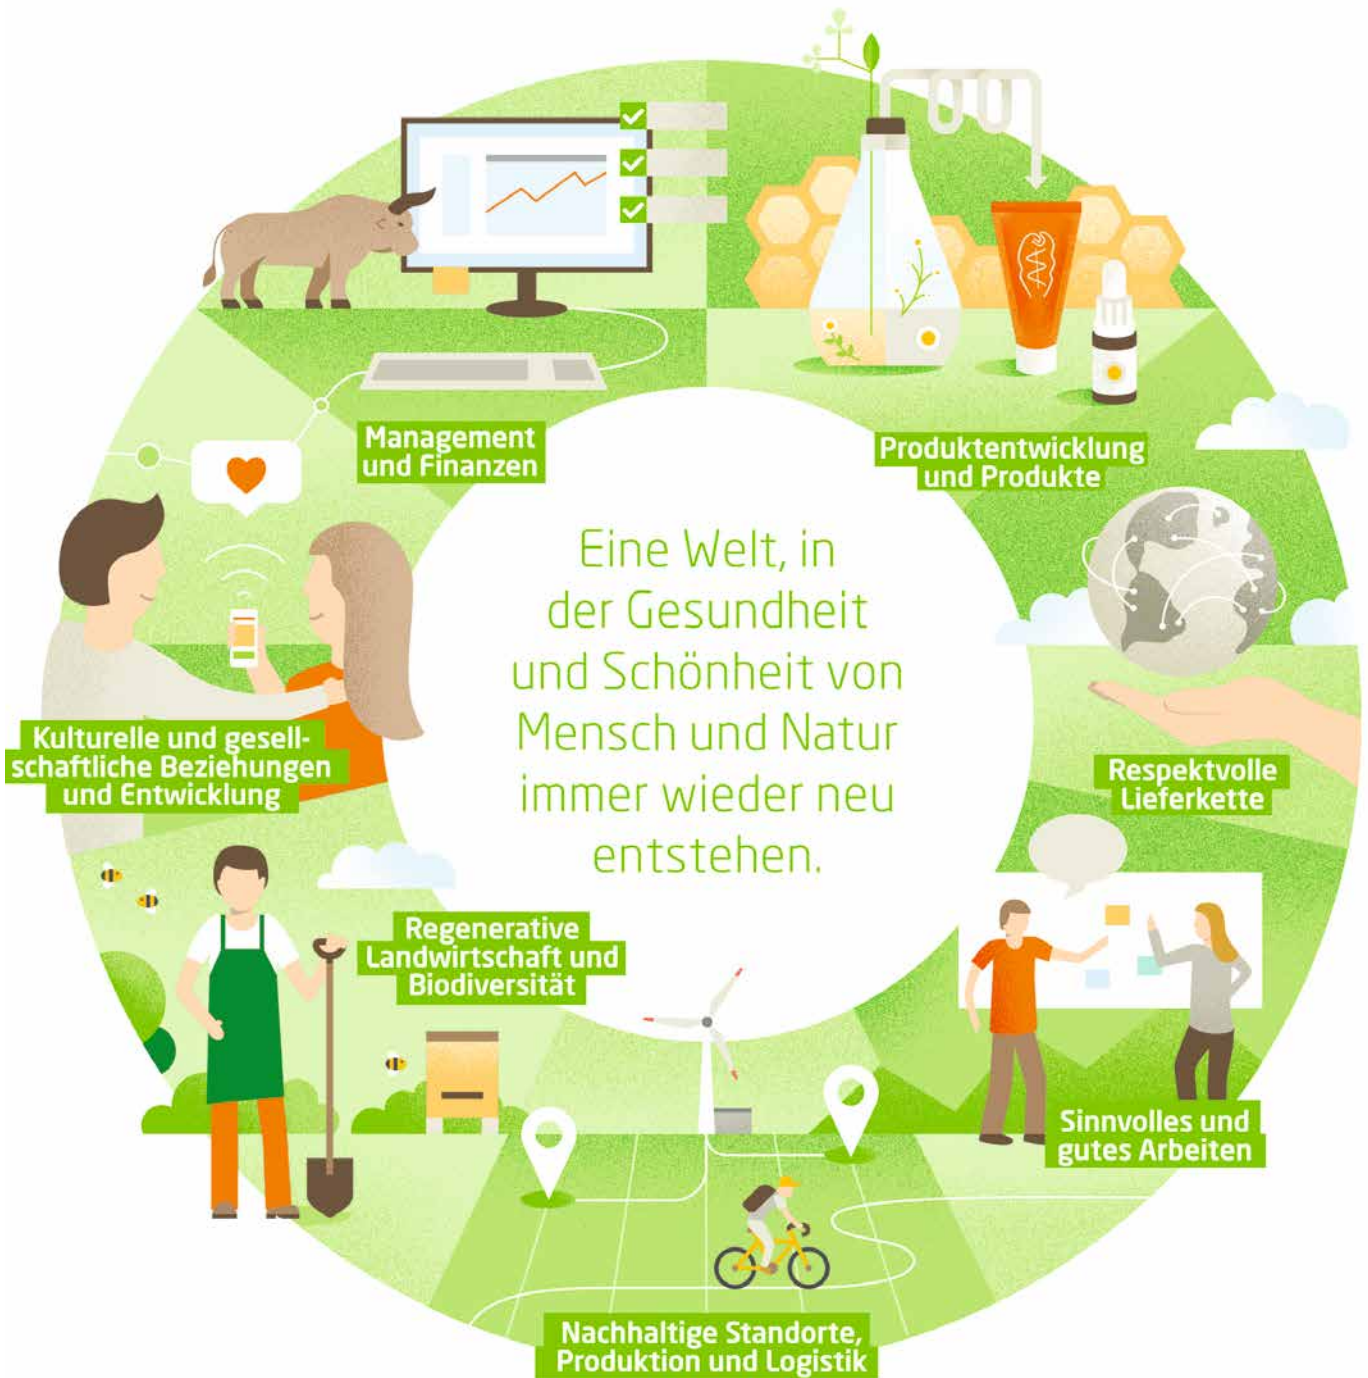 Management
und Finanzen
Produktentwicklung
und Produkte
Eine Welt, in
der Gesundheit
und Schönheit von
Mensch und Natur
immer wieder neu
entstehen.
Kulturelle und gesell-
schaftliche Beziehungen
und Entwicklung
Respektvolle
Lieferkette
Regenerative
Landwirtschaft und
Biodiversität
Sinnvolles und
gutes Arbeiten
Nachhaltige Standorte,
Produktion und Logistik